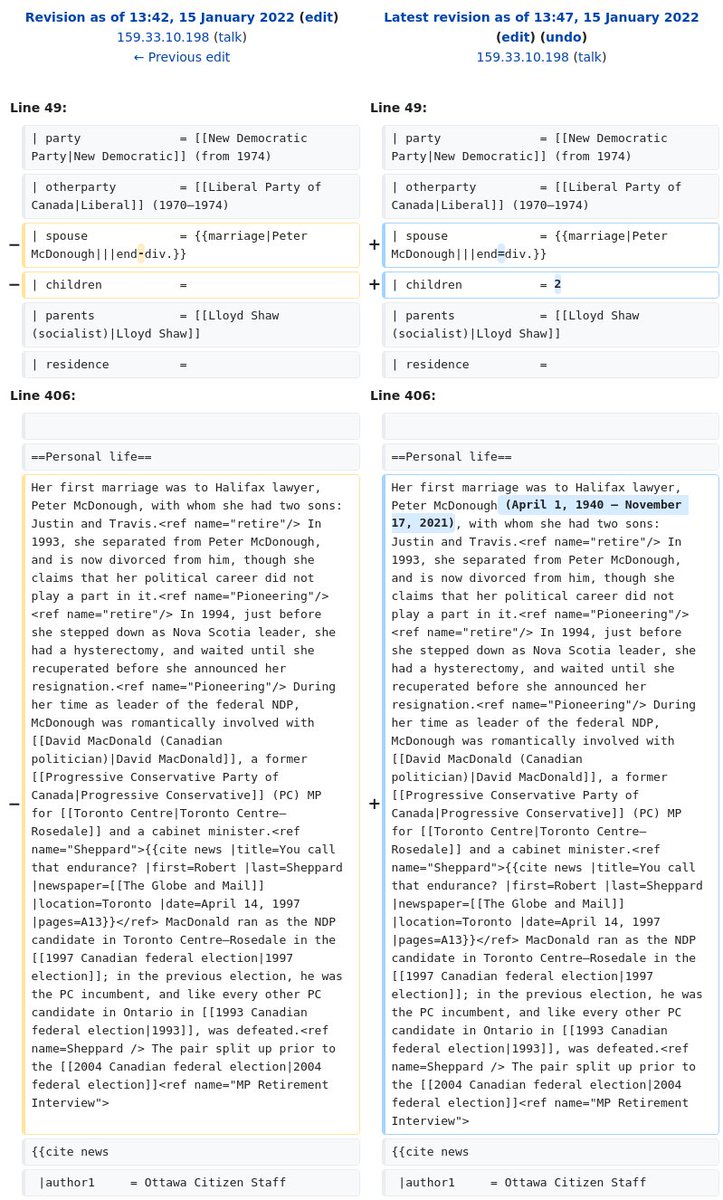 Revision as of 13:42, 15 January 2022 (edit)
159.33.10.198 (talk)
← Previous edit
Latest revision as of 13:47, 15 January 2022
(edit) (undo)
159.33.10.198 (talk)
Line 49:
| party             = [[New Democratic
Party|New Democratic]] (from 1974)
| otherparty        = [[Liberal Party of
Canada|Liberal]] (1970–1974)
− | spouse            = {{marriage|Peter
McDonough|||end-div.}}
− | children          =
| parents           = [[Lloyd Shaw
(socialist)|Lloyd Shaw]]
| residence         =
Line 49:
| party             = [[New Democratic
Party|New Democratic]] (from 1974)
| otherparty        = [[Liberal Party of
Canada|Liberal]] (1970–1974)
+ | spouse            = {{marriage|Peter
McDonough|||end=div.}}
+ | children          = 2
| parents           = [[Lloyd Shaw
(socialist)|Lloyd Shaw]]
| residence         =
Line 406:
==Personal life==
Her first marriage was to Halifax lawyer,
Peter McDonough, with whom she had two sons:
Justin and Travis.<ref name="retire"/> In
1993, she separated from Peter McDonough,
and is now divorced from him, though she
claims that her political career did not
play a part in it.<ref name="Pioneering"/>
<ref name="retire"/> In 1994, just before
she stepped down as Nova Scotia leader, she
had a hysterectomy, and waited until she
recuperated before she announced her
resignation.<ref name="Pioneering"/> During
her time as leader of the federal NDP,
McDonough was romantically involved with
[[David MacDonald (Canadian
politician)|David MacDonald]], a former
[[Progressive Conservative Party of
− Canada|Progressive Conservative]] (PC) MP
for [[Toronto Centre|Toronto Centre–
Rosedale]] and a cabinet minister.<ref
name="Sheppard">{{cite news |title=You call
that endurance? |first=Robert |last=Sheppard
|newspaper=[[The Globe and Mail]]
|location=Toronto |date=April 14, 1997
|pages=A13}}</ref> MacDonald ran as the NDP
candidate in Toronto Centre–Rosedale in the
[[1997 Canadian federal election|1997
election]]; in the previous election, he was
the PC incumbent, and like every other PC
candidate in Ontario in [[1993 Canadian
federal election|1993]], was defeated.<ref
name=Sheppard /> The pair split up prior to
the [[2004 Canadian federal election|2004
federal election]]<ref name="MP Retirement
Interview">
{{cite news
|author1     = Ottawa Citizen Staff
Line 406:
==Personal life==
Her first marriage was to Halifax lawyer,
Peter McDonough (April 1, 1940 – November
17, 2021), with whom she had two sons:
Justin and Travis.<ref name="retire"/> In
1993, she separated from Peter McDonough,
and is now divorced from him, though she
claims that her political career did not
play a part in it.<ref name="Pioneering"/>
<ref name="retire"/> In 1994, just before
she stepped down as Nova Scotia leader, she
had a hysterectomy, and waited until she
recuperated before she announced her
resignation.<ref name="Pioneering"/> During
her time as leader of the federal NDP,
McDonough was romantically involved with
[[David MacDonald (Canadian
politician)|David MacDonald]], a former
[[Progressive Conservative Party of
+ Canada|Progressive Conservative]] (PC) MP
for [[Toronto Centre|Toronto Centre–
Rosedale]] and a cabinet minister.<ref
name="Sheppard">{{cite news |title=You call
that endurance? |first=Robert |last=Sheppard
|newspaper=[[The Globe and Mail]]
|location=Toronto |date=April 14, 1997
|pages=A13}}</ref> MacDonald ran as the NDP
candidate in Toronto Centre–Rosedale in the
[[1997 Canadian federal election|1997
election]]; in the previous election, he was
the PC incumbent, and like every other PC
candidate in Ontario in [[1993 Canadian
federal election|1993]], was defeated.<ref
name=Sheppard /> The pair split up prior to
the [[2004 Canadian federal election|2004
federal election]]<ref name="MP Retirement
Interview">
{{cite news
|author1     = Ottawa Citizen Staff